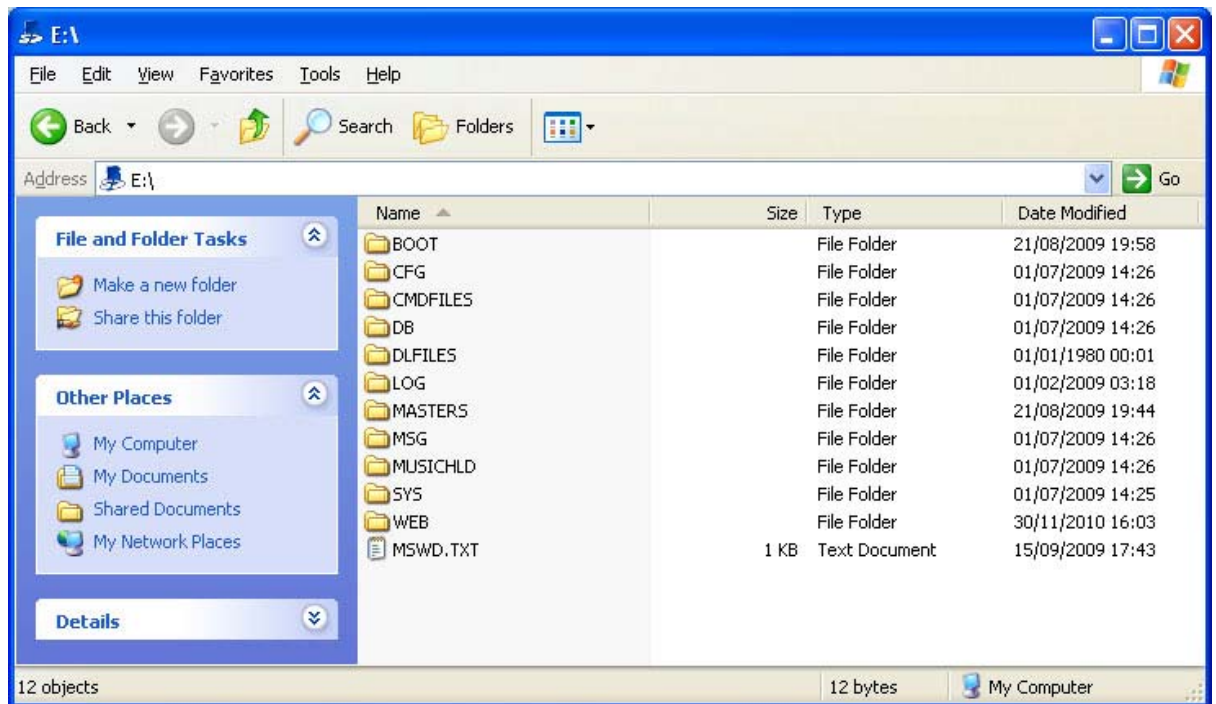 E:\
File Edit View Favorites Tools Help
Back Search Folders
Address E:\ Go
File and Folder Tasks
Make a new folder
Share this folder
Other Places
My Computer
My Documents
Shared Documents
My Network Places
Details
Name Size Type Date Modified
BOOT File Folder 21/08/2009 19:58
CFG File Folder 01/07/2009 14:26
CMDFILES File Folder 01/07/2009 14:26
DB File Folder 01/07/2009 14:26
DLFILES File Folder 01/01/1980 00:01
LOG File Folder 01/02/2009 03:18
MASTERS File Folder 21/08/2009 19:44
MSG File Folder 01/07/2009 14:26
MUSICHLD File Folder 01/07/2009 14:26
SYS File Folder 01/07/2009 14:25
WEB File Folder 30/11/2010 16:03
MSWD.TXT 1 KB Text Document 15/09/2009 17:43
12 objects 12 bytes My Computer